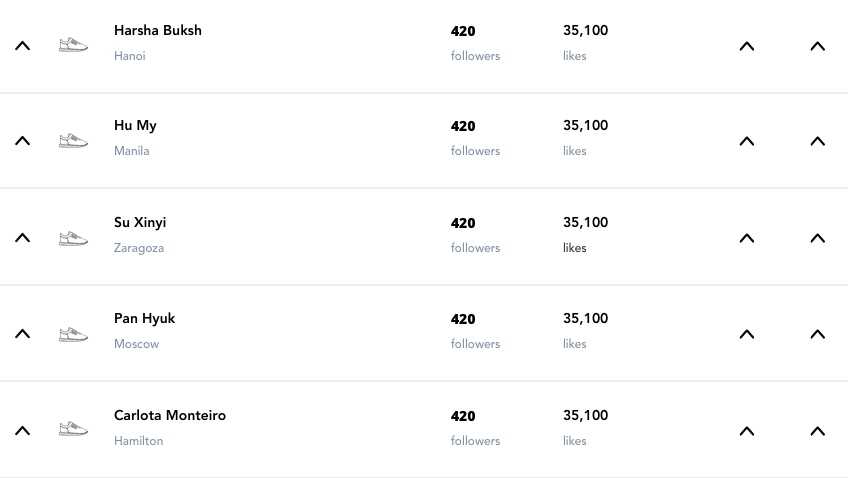 Harsha Buksh 420 35,100
Hanoi followers likes
Hu My 420 35,100
Manila followers likes
Su Xinyi 420 35,100
Zaragoza followers likes
Pan Hyuk 420 35,100
Moscow followers likes
Carlota Monteiro 420 35,100
Hamilton followers likes